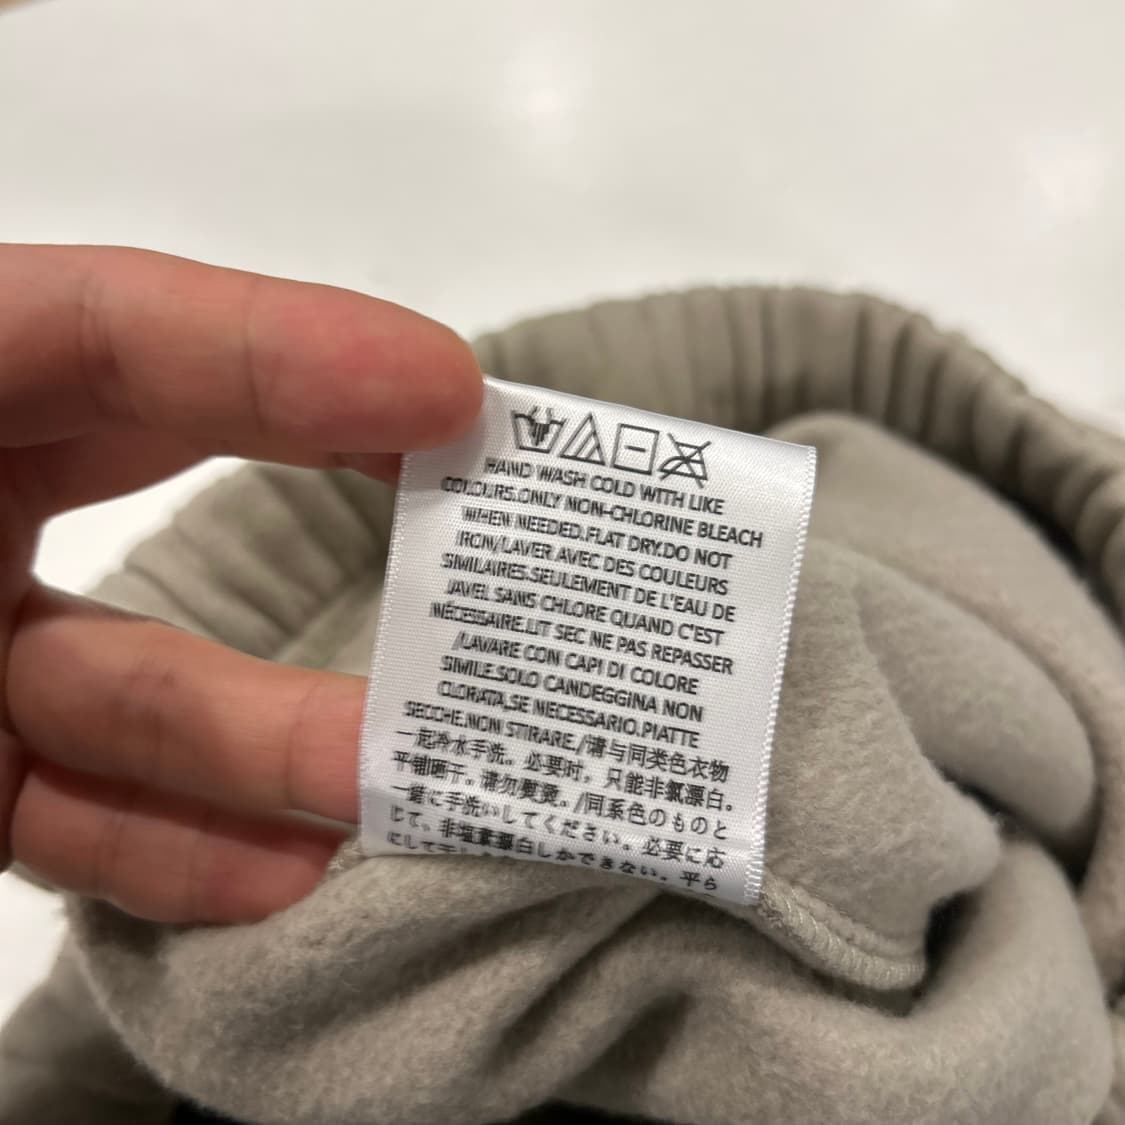 HAND WASH COLD WITH LIKE
COLOURS.ONLY NON-CHLORINE BLEACH
WHEN NEEDED.FLAT DRY.DO NOT
IRON/LAVER AVEC DES COULEURS
SIMILAIRES.SEULEMENT DE L'EAU DE
JAVEL SANS CHLORE QUAND C'EST
NÉCESSAIRE.LIT SEC NE PAS REPASSER
/LAVARE CON CAPI DI COLORE
SIMILE.SOLO CANDEGGINA NON
CLORATA,SE NECESSARIO.PIATTE
SECCHE.NON STIRARE./请与同类色衣物
一起冷水手洗。必要时，只能非氯漂白。
平铺晒干。请勿熨烫。/同系色のものと
一緒に手洗いしてください。必要に応
じて、非塩素漂白しかできない。平ら
にして干し